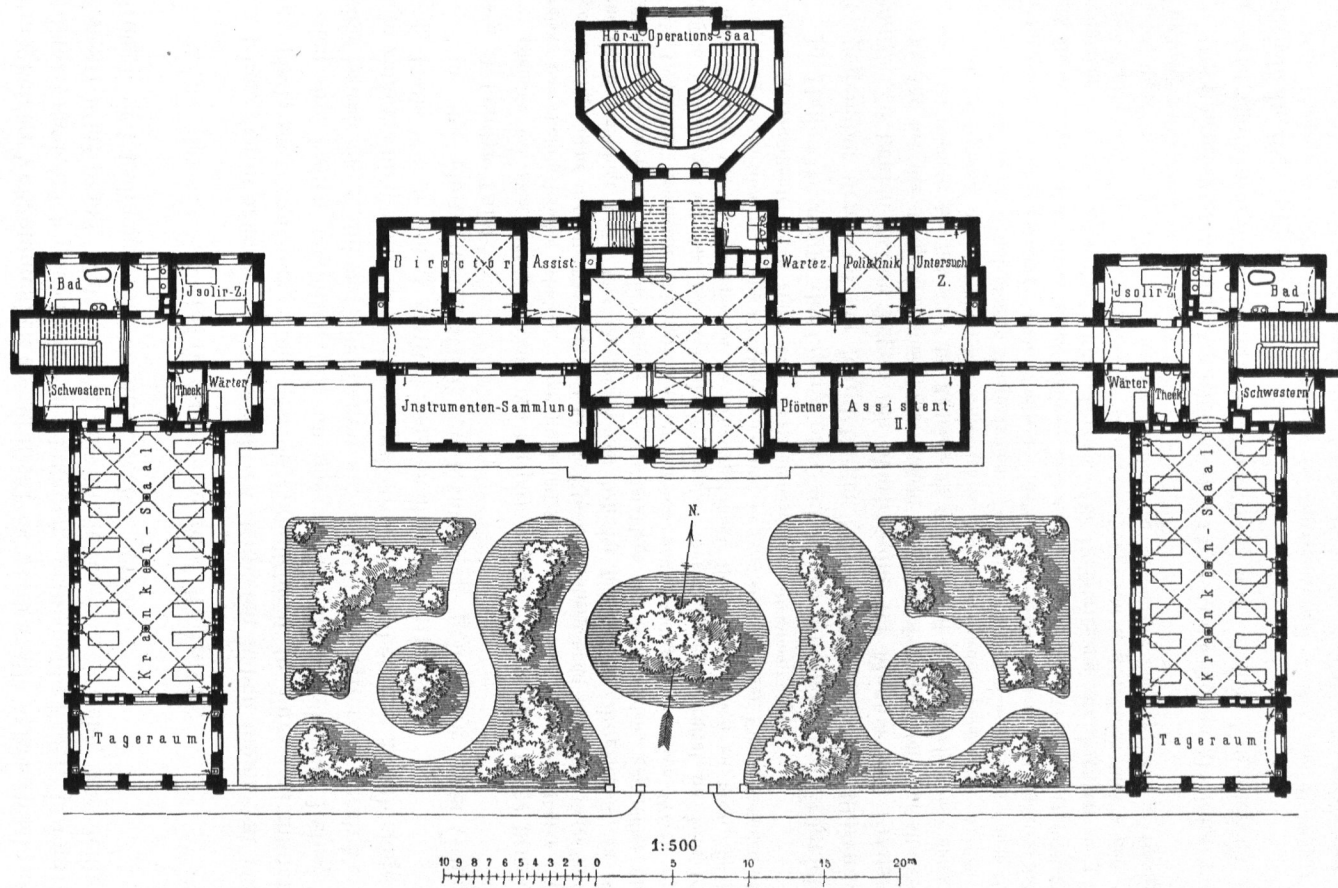 Hör-u. Operations-Saal
Director
Assist.
Wartez.
Poliklinik
Untersuch
Z.
Bad
Jsolir-Z.
Jsolir-Z.
Bad
Schwestern
Theek.
Wärter
Jnstrumenten-Sammlung
Pförtner
Assistent
II.
Wärter
Theek.
Schwestern
Kranken-Saal
Kranken-Saal
N.
Tageraum
Tageraum
1:500
10 9 8 7 6 5 4 3 2 1 0 5 10 15 20m